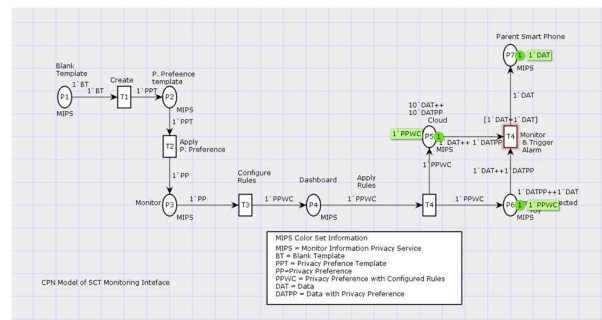 Parent Smart Phone
P7
1
1`DAT
MIPS
1`DAT
Blank
Template
1`BT
P1
MIPS
1`BT
Create
T1
1`PPT
P. Prefeence
template
P2
MIPS
1`PPT
T2
Apply
P. Preference
1`PP
Monitor
P3
MIPS
1`PP
Configure
Rules
T3
1`PPWC
Dashboard
P4
MIPS
Apply
Rules
1`PPWC
T4
1`PPWC
1`PPWC
10`DAT++
10`DATPP
Cloud
1`PPWC
P5
1
MIPS
1`DAT++ 1`DATPP
[1`DAT=1`DAT]
T4
Monitor
& Trigger
Alarm
1`DAT++1`DATPP
1`DATPP++1`DAT
P6
1
1`PPWC
MIPS
MIPS Color Set Information
MIPS = Monitor Information Privacy Service
BT = Blank Template
PPT = Privacy Prefence Template
PP=Privacy Preference
PPWC = Privacy Preference with Configured Rules
DAT = Data
DATPP = Data with Privacy Preference
CPN Model of SCT Monitoring Inteface